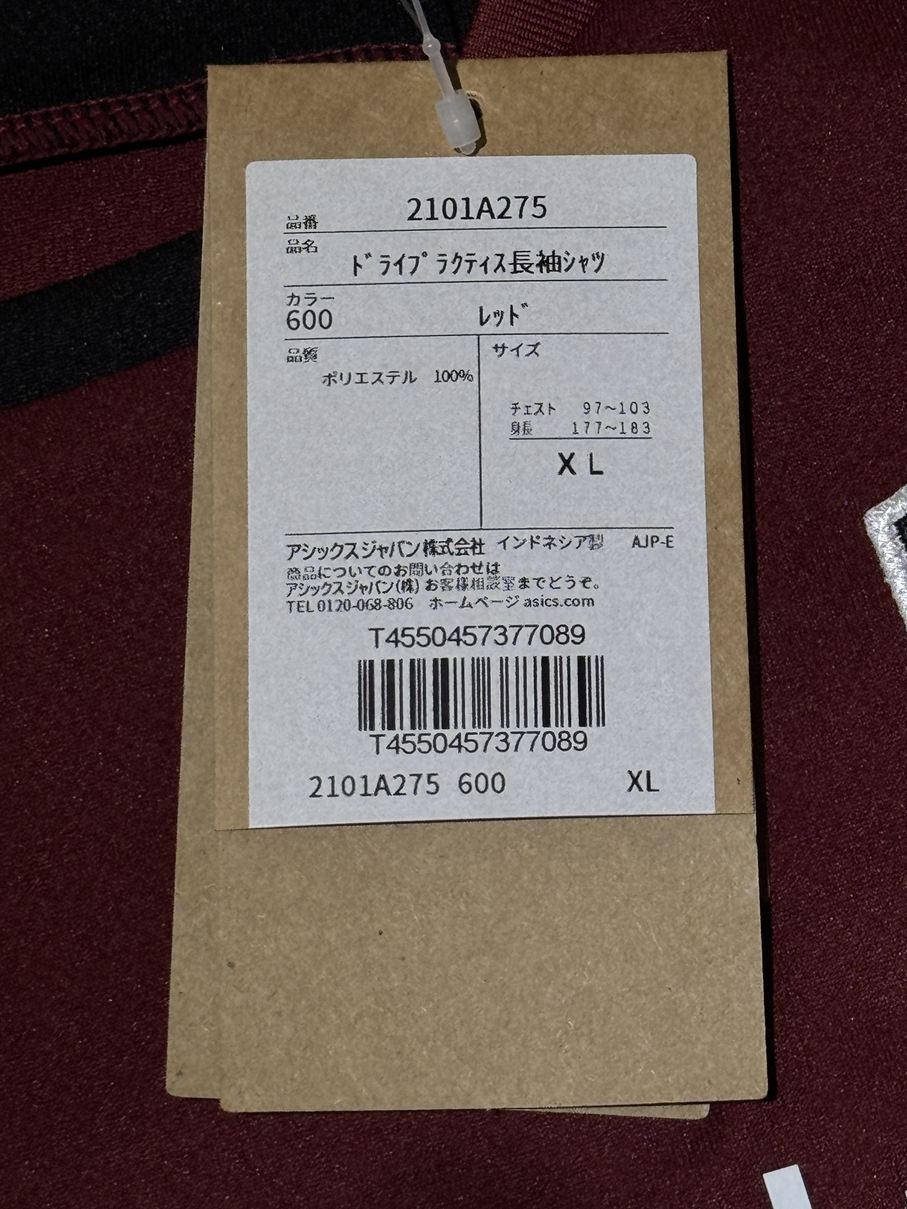 品番 2101A275
品名
ﾄﾞﾗｲﾌﾟﾗｸﾃｨｽ長袖ｼｬﾂ
カラー
600 ﾚｯﾄﾞ
品質 サイズ
ポリエステル 100%
チェスト 97～103
身長 177～183
XL
アシックスジャパン株式会社 インドネシア製 AJP-E
商品についてのお問い合わせは
アシックスジャパン(株) お客様相談室までどうぞ。
TEL 0120-068-806 ホームページ asics.com
T4550457377089
T4550457377089
2101A275 600 XL